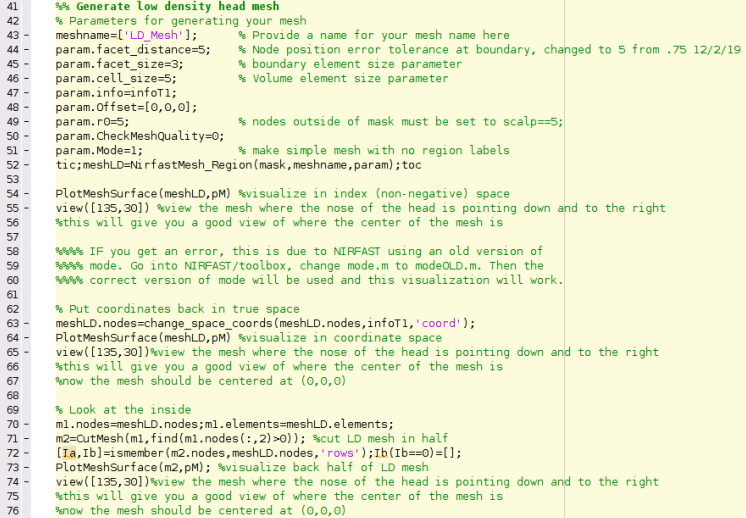 41 %% Generate low density head mesh
42 % Parameters for generating your mesh
43 - meshname=['LD_Mesh']; % Provide a name for your mesh name here
44 - param.facet_distance=5; % Node position error tolerance at boundary, changed to 5 from .75 12/2/19
45 - param.facet_size=3; % boundary element size parameter
46 - param.cell_size=5; % Volume element size parameter
47 - param.info=infoT1;
48 - param.Offset=[0,0,0];
49 - param.r0=5; % nodes outside of mask must be set to scalp==5;
50 - param.CheckMeshQuality=0;
51 - param.Mode=1; % make simple mesh with no region labels
52 - tic;meshLD=NirfastMesh_Region(mask,meshname,param);toc
53
54 - PlotMeshSurface(meshLD,pM) %visualize in index (non-negative) space
55 - view([135,30]) %view the mesh where the nose of the head is pointing down and to the right
56 %this will give you a good view of where the center of the mesh is
57
58 %%%% IF you get an error, this is due to NIRFAST using an old version of
59 %%%% mode. Go into NIRFAST/toolbox, change mode.m to modeOLD.m. Then the
60 %%%% correct version of mode will be used and this visualization will work.
61
62 % Put coordinates back in true space
63 - meshLD.nodes=change_space_coords(meshLD.nodes,infoT1,'coord');
64 - PlotMeshSurface(meshLD,pM) %visualize in coordinate space
65 - view([135,30])%view the mesh where the nose of the head is pointing down and to the right
66 %this will give you a good view of where the center of the mesh is
67 %now the mesh should be centered at (0,0,0)
68
69 % Look at the inside
70 - m1.nodes=meshLD.nodes;m1.elements=meshLD.elements;
71 - m2=CutMesh(m1,find(m1.nodes(:,2)>0)); %cut LD mesh in half
72 - [Ia,Ib]=ismember(m2.nodes,meshLD.nodes,'rows');Ib(Ib==0)=[];
73 - PlotMeshSurface(m2,pM); %visualize back half of LD mesh
74 - view([135,30])%view the mesh where the nose of the head is pointing down and to the right
75 %this will give you a good view of where the center of the mesh is
76 %now the mesh should be centered at (0,0,0)